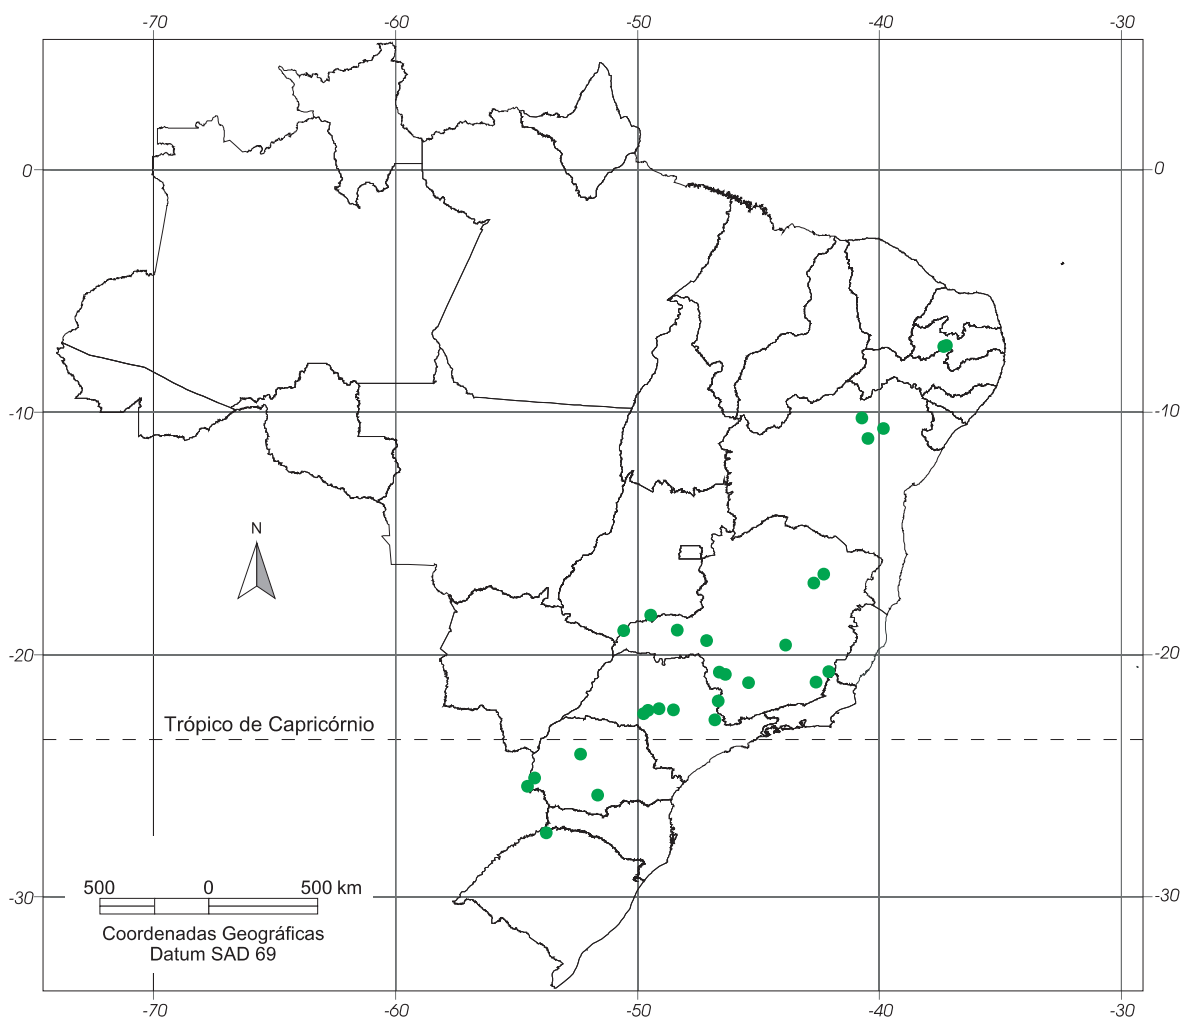 -70 -60 -50 -40 -30
0 0
-10 -10
N
-20 -20
Trópico de Capricórnio
500 0 500 km
-30 -30
Coordenadas Geográficas
Datum SAD 69
-70 -60 -50 -40 -30